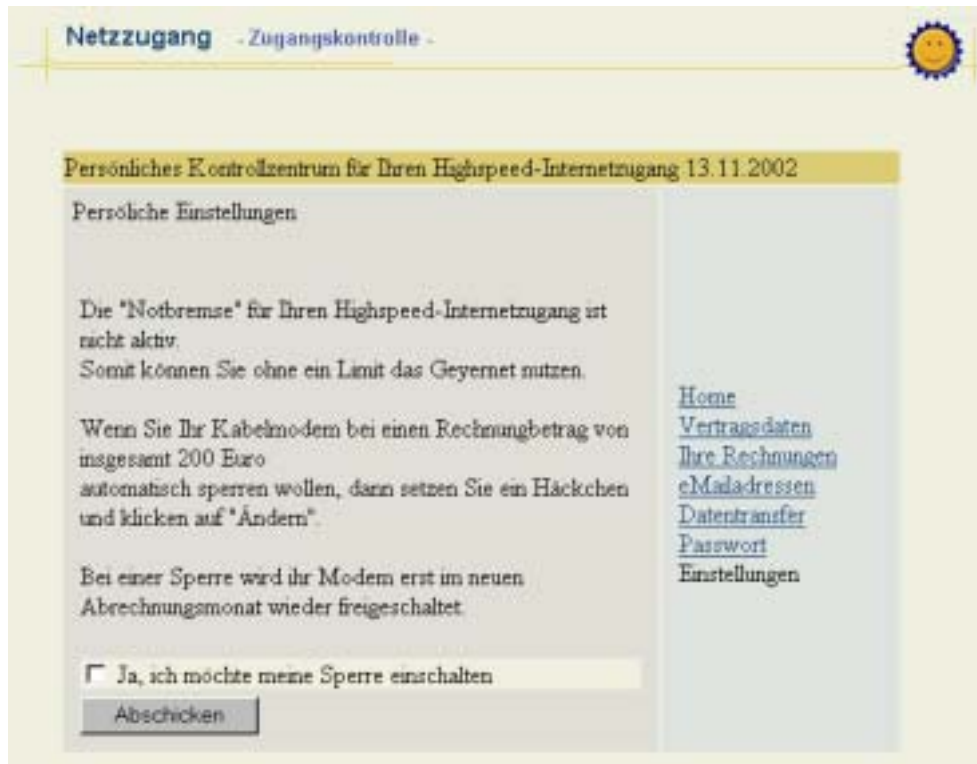 Netzzugang - Zugangskontrolle -
Persönliches Kontrollzentrum für Ihren Highspeed-Internetzugang 13.11.2002
Persöliche Einstellungen
Die "Notbremse" für Ihren Highspeed-Internetzugang ist
nicht aktiv.
Somit können Sie ohne ein Limit das Geyernet nutzen.
Wenn Sie Ihr Kabelmodem bei einen Rechnungbetrag von
insgesamt 200 Euro
automatisch sperren wollen, dann setzen Sie ein Häckchen
und klicken auf "Ändern".
Bei einer Sperre wird ihr Modem erst im neuen
Abrechnungsmonat wieder freigeschaltet.
Ja, ich möchte meine Sperre einschalten
Abschicken
Home
Vertragsdaten
Ihre Rechnungen
eMailadressen
Datentransfer
Passwort
Einstellungen